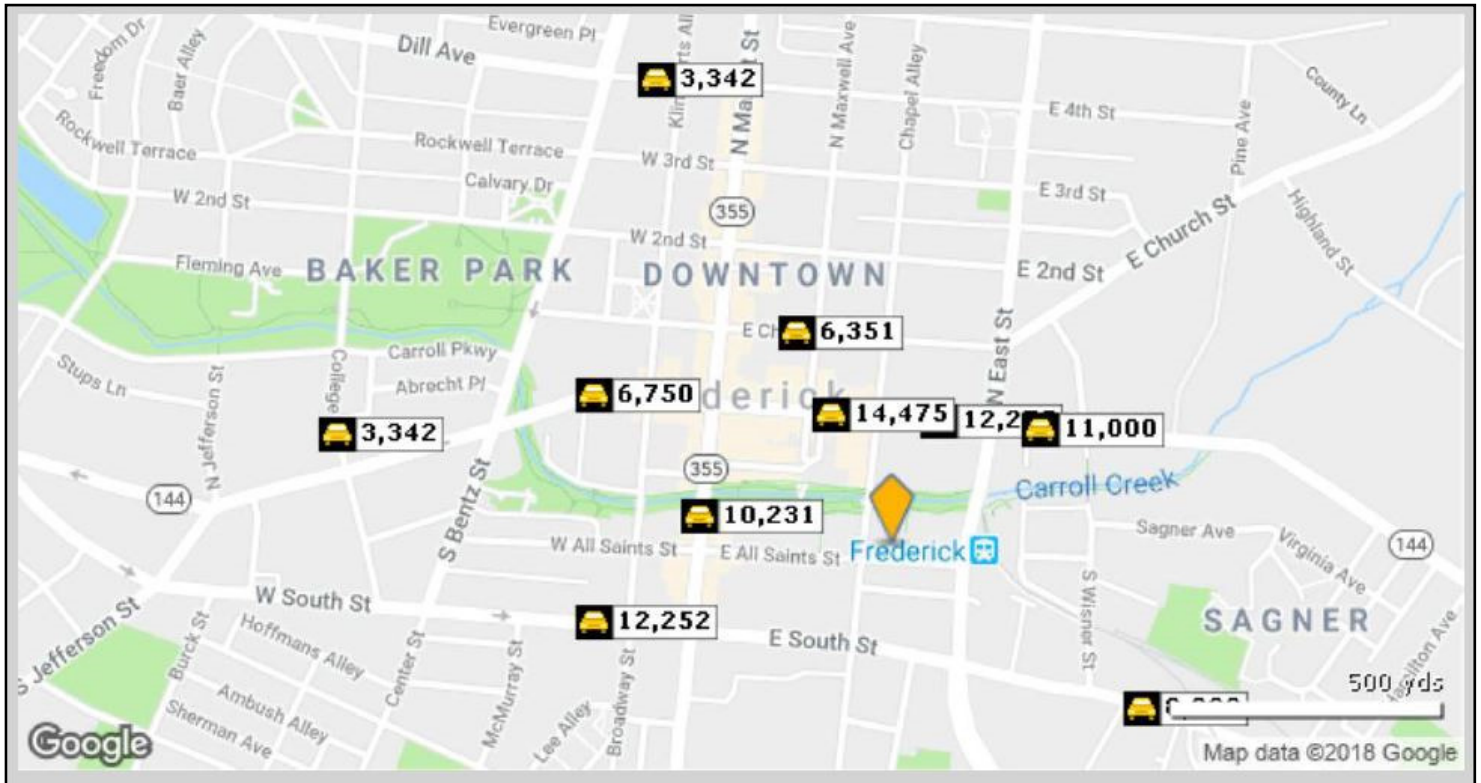 Evergreen Pl
Freedom Dr
Baer Alley
Dill Ave
3,342
N Maxwell Ave
Chapel Alley
County Ln
E 4th St
Pine Ave
Rockwell Terrace
Rockwell Terrace
W 3rd St
Calvary Dr
E 3rd St
W 2nd St
355
Highland St
E Church St
W 2nd St
Fleming Ave
BAKER PARK
DOWNTOWN
E 2nd St
6,351
N East St
Carroll Pkwy
Stups Ln
College
Abrecht Pl
6,750
N Jefferson St
14,475
11,000
3,342
355
144
S Bentz St
Carroll Creek
10,231
Sagner Ave
W All Saints St
E All Saints St
Frederick
Virginia Ave
144
W South St
S Wisner St
12,252
SAGNER
S Jefferson St
Burck St
Hoffmans Alley
Center St
McMurray St
E South St
Broadway St
500 yds
Ambush Alley
Lee Alley
Sherman Ave
Google
Map data ©2018 Google